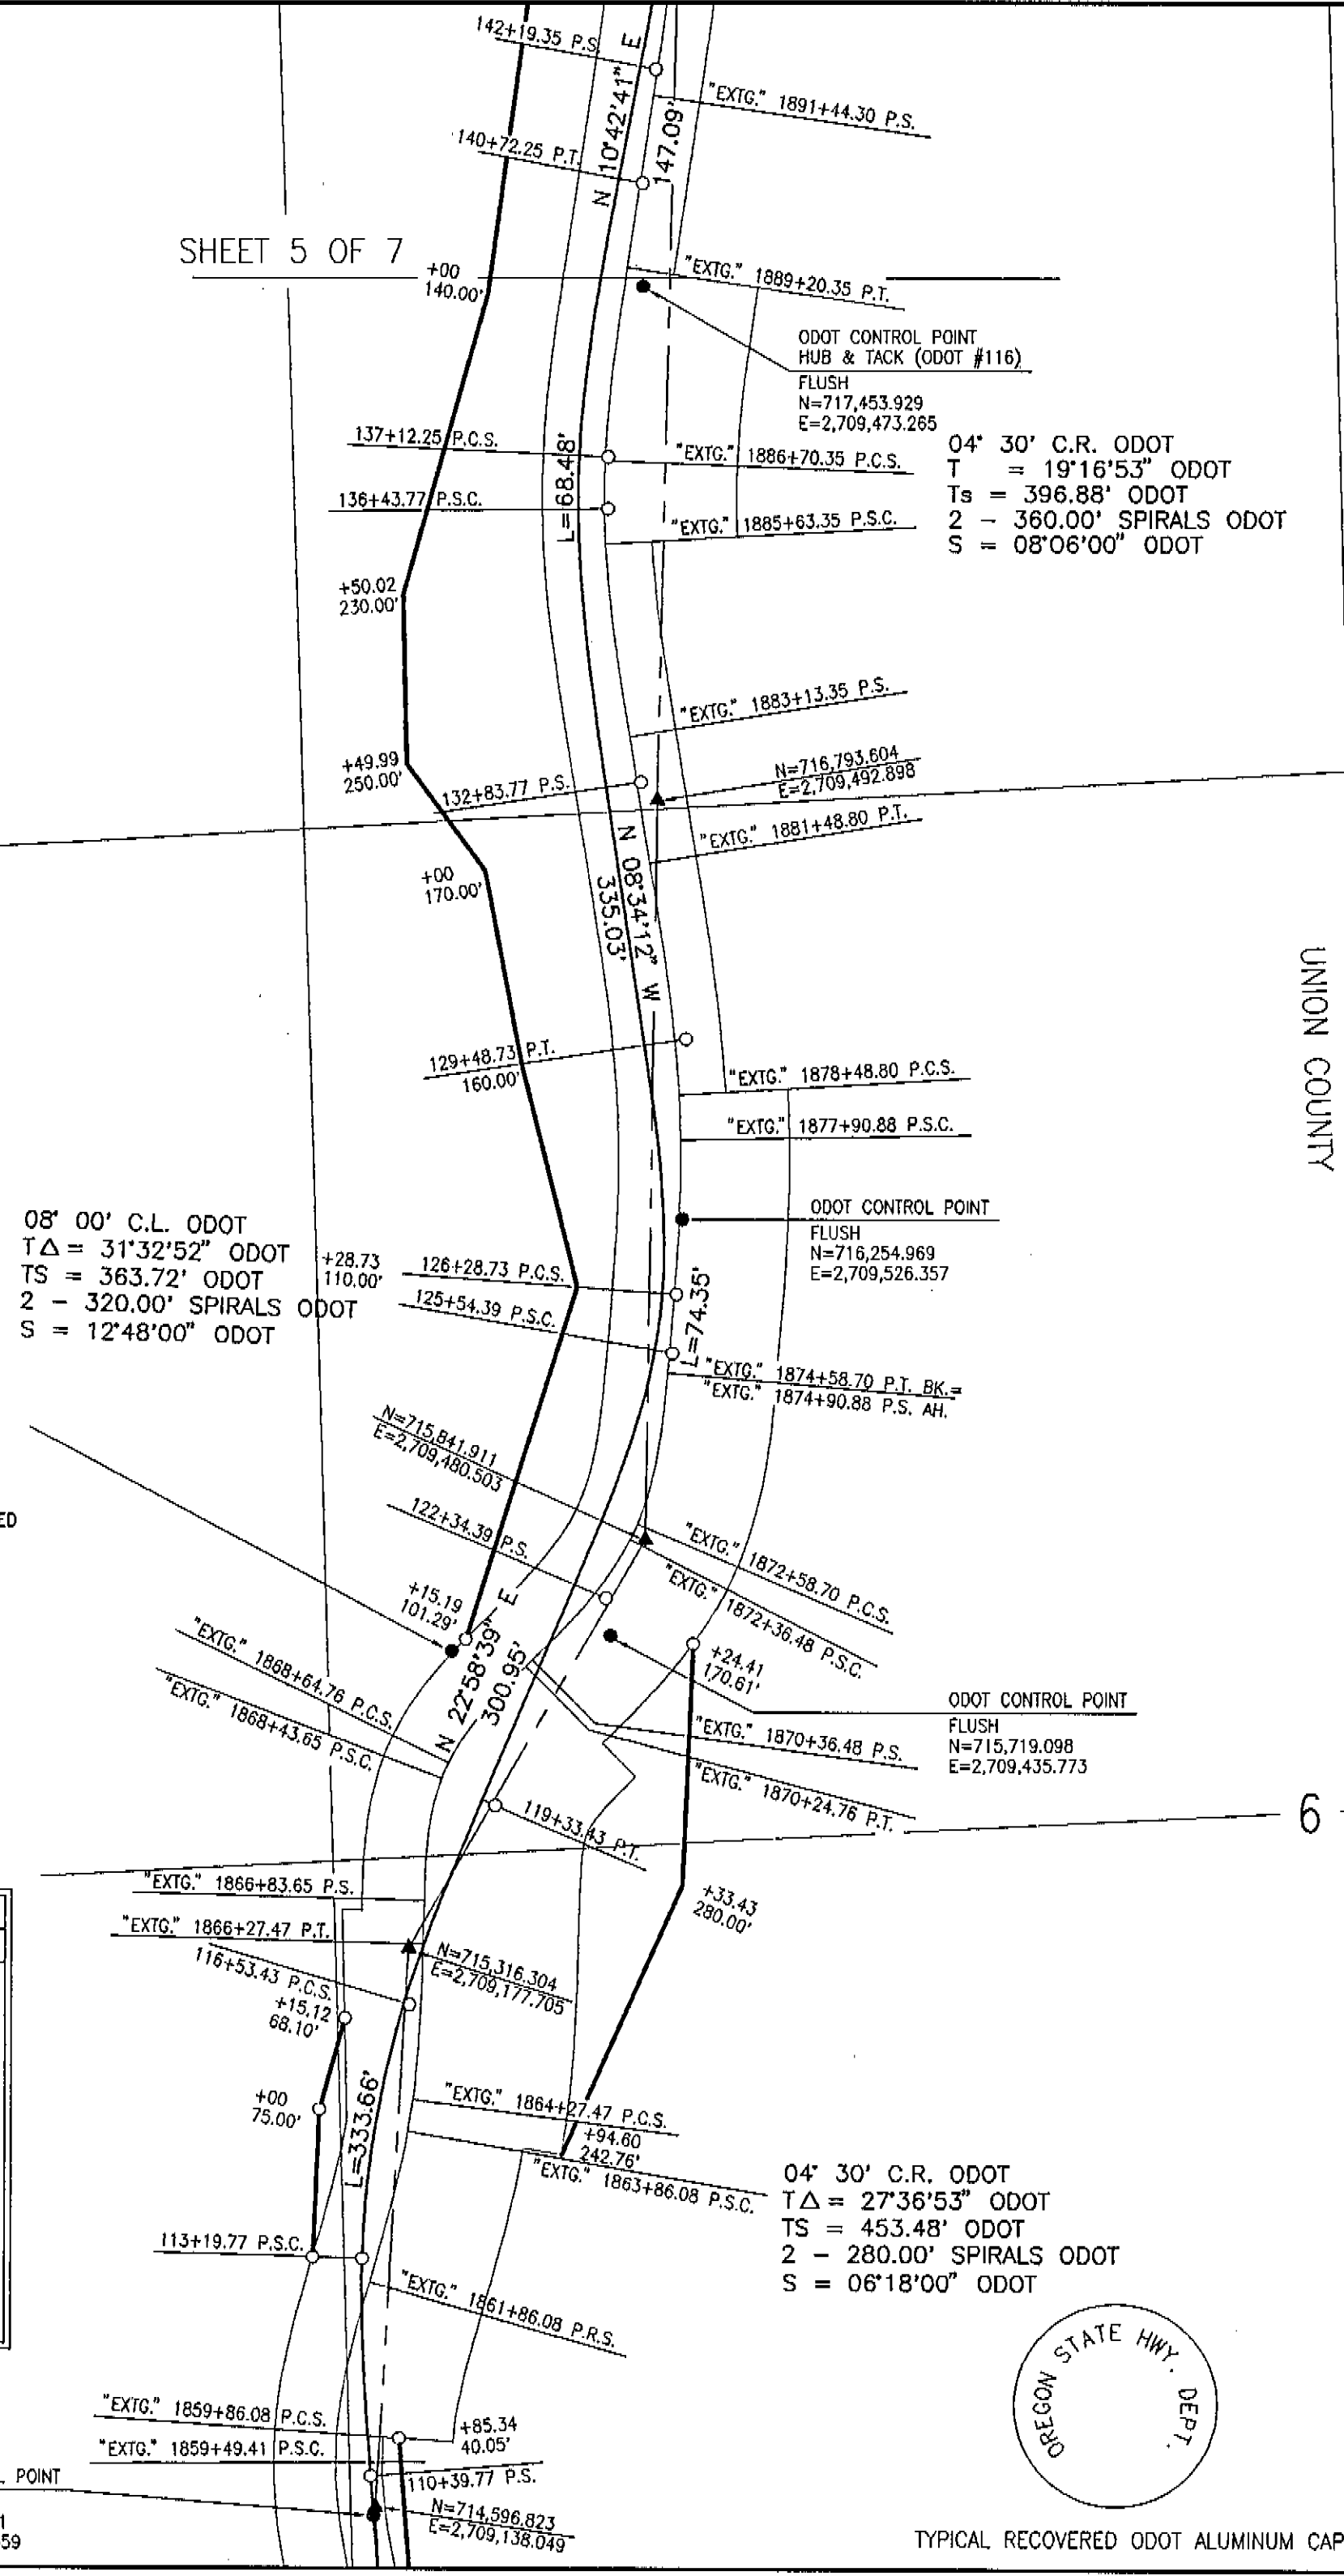 142+19.35 P.S.
N 10°42'41" E
147.09'
"EXTG." 1891+44.30 P.S.
140+72.25 P.T.
SHEET 5 OF 7
+00
140.00'
"EXTG." 1889+20.35 P.T.
ODOT CONTROL POINT
HUB & TACK (ODOT #116)
FLUSH
N=717,453.929
E=2,709,473.265
137+12.25 P.C.S.
"EXTG." 1886+70.35 P.C.S.
L=68.48'
136+43.77 P.S.C.
"EXTG." 1885+63.35 P.S.C.
04° 30' C.R. ODOT
T = 19°16'53" ODOT
Ts = 396.88' ODOT
2 - 360.00' SPIRALS ODOT
S = 08°06'00" ODOT
+50.02
230.00'
"EXTG." 1883+13.35 P.S.
+49.99
250.00'
132+83.77 P.S.
N=716,793.604
E=2,709,492.898
"EXTG." 1881+48.80 P.T.
N 08°34'12" W
335.03'
+00
170.00'
UNION COUNTY
129+48.73 P.T.
160.00'
"EXTG." 1878+48.80 P.C.S.
"EXTG." 1877+90.88 P.S.C.
ODOT CONTROL POINT
FLUSH
N=716,254.969
E=2,709,526.357
08° 00' C.L. ODOT
TΔ = 31°32'52" ODOT
TS = 363.72' ODOT
2 - 320.00' SPIRALS ODOT
S = 12°48'00" ODOT
+28.73
110.00'
126+28.73 P.C.S.
125+54.39 P.S.C.
L=74.35'
"EXTG." 1874+58.70 P.T. BK.=
"EXTG." 1874+90.88 P.S. AH.
N=715,841.911
E=2,709,480.503
ED
122+34.39 P.S.
"EXTG." 1872+58.70 P.C.S.
"EXTG." 1872+36.48 P.S.C.
+15.19
101.29'
N 22°58'39" E
300.95'
+24.41
170.61'
"EXTG." 1868+64.76 P.C.S.
"EXTG." 1868+43.65 P.S.C.
ODOT CONTROL POINT
FLUSH
N=715,719.098
E=2,709,435.773
"EXTG." 1870+36.48 P.S.
"EXTG." 1870+24.76 P.T.
6
119+33.43 P.T.
"EXTG." 1866+83.65 P.S.
+33.43
280.00'
"EXTG." 1866+27.47 P.T.
116+53.43 P.C.S.
N=715,316.304
E=2,709,177.705
+15.12
68.10'
+00
75.00'
L=333.66'
"EXTG." 1864+27.47 P.C.S.
+94.60
242.76'
"EXTG." 1863+86.08 P.S.C.
04° 30' C.R. ODOT
TΔ = 27°36'53" ODOT
TS = 453.48' ODOT
2 - 280.00' SPIRALS ODOT
S = 06°18'00" ODOT
113+19.77 P.S.C.
"EXTG." 1861+86.08 P.R.S.
OREGON STATE HWY. DEPT.
"EXTG." 1859+86.08 P.C.S.
+85.34
40.05'
"EXTG." 1859+49.41 P.S.C.
110+39.77 P.S.
POINT
N=714,596.823
E=2,709,138.049
1
59
TYPICAL RECOVERED ODOT ALUMINUM CAP